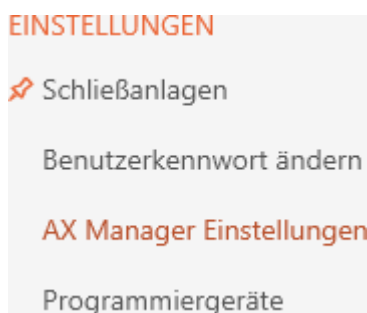 EINSTELLUNGEN
Schließanlagen
Benutzerkennwort ändern
AX Manager Einstellungen
Programmiergeräte